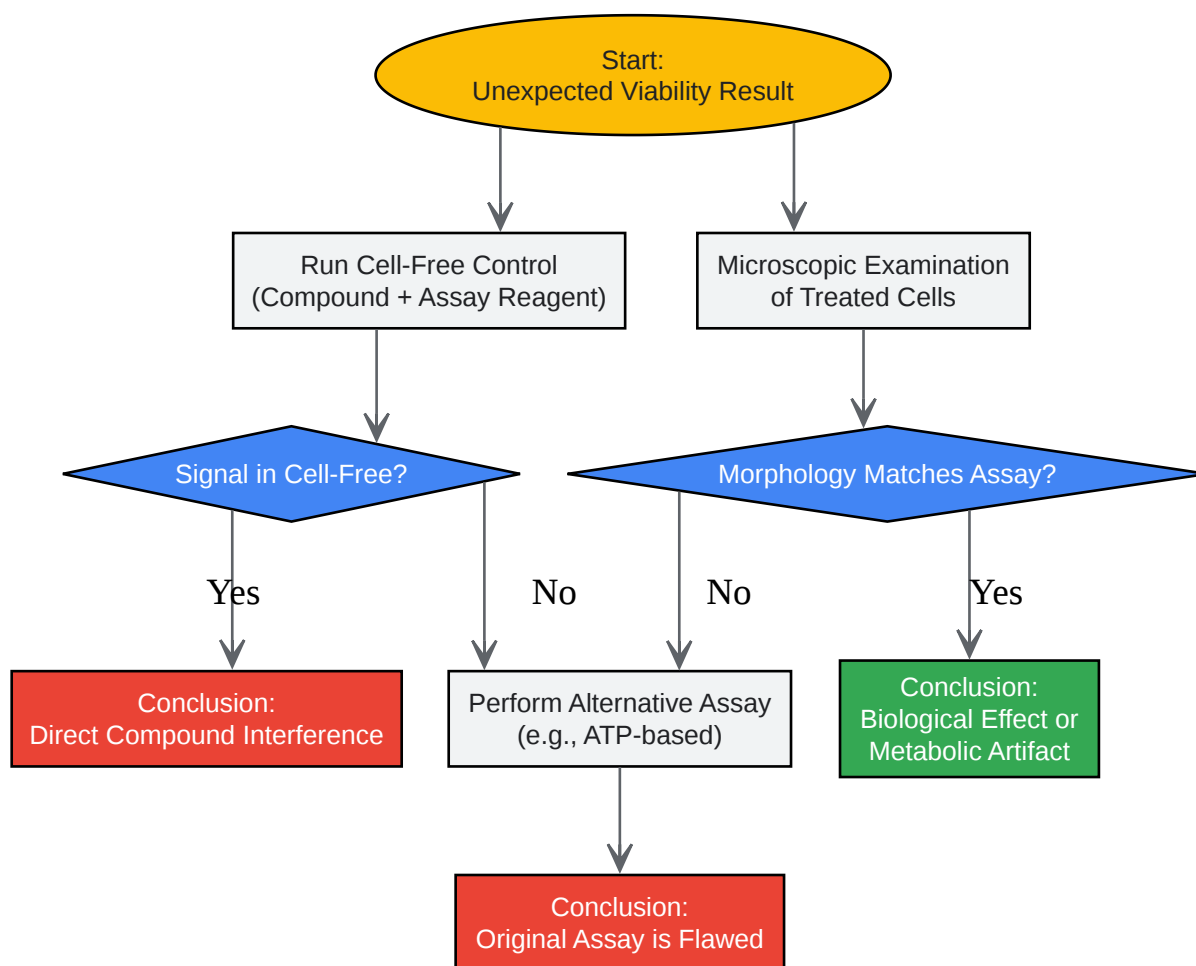 Start:
Unexpected Viability Result
Run Cell-Free Control
(Compound + Assay Reagent)
Microscopic Examination
of Treated Cells
Signal in Cell-Free?
Morphology Matches Assay?
Yes
No
No
Yes
Conclusion:
Direct Compound Interference
Perform Alternative Assay
(e.g., ATP-based)
Conclusion:
Biological Effect or
Metabolic Artifact
Conclusion:
Original Assay is Flawed